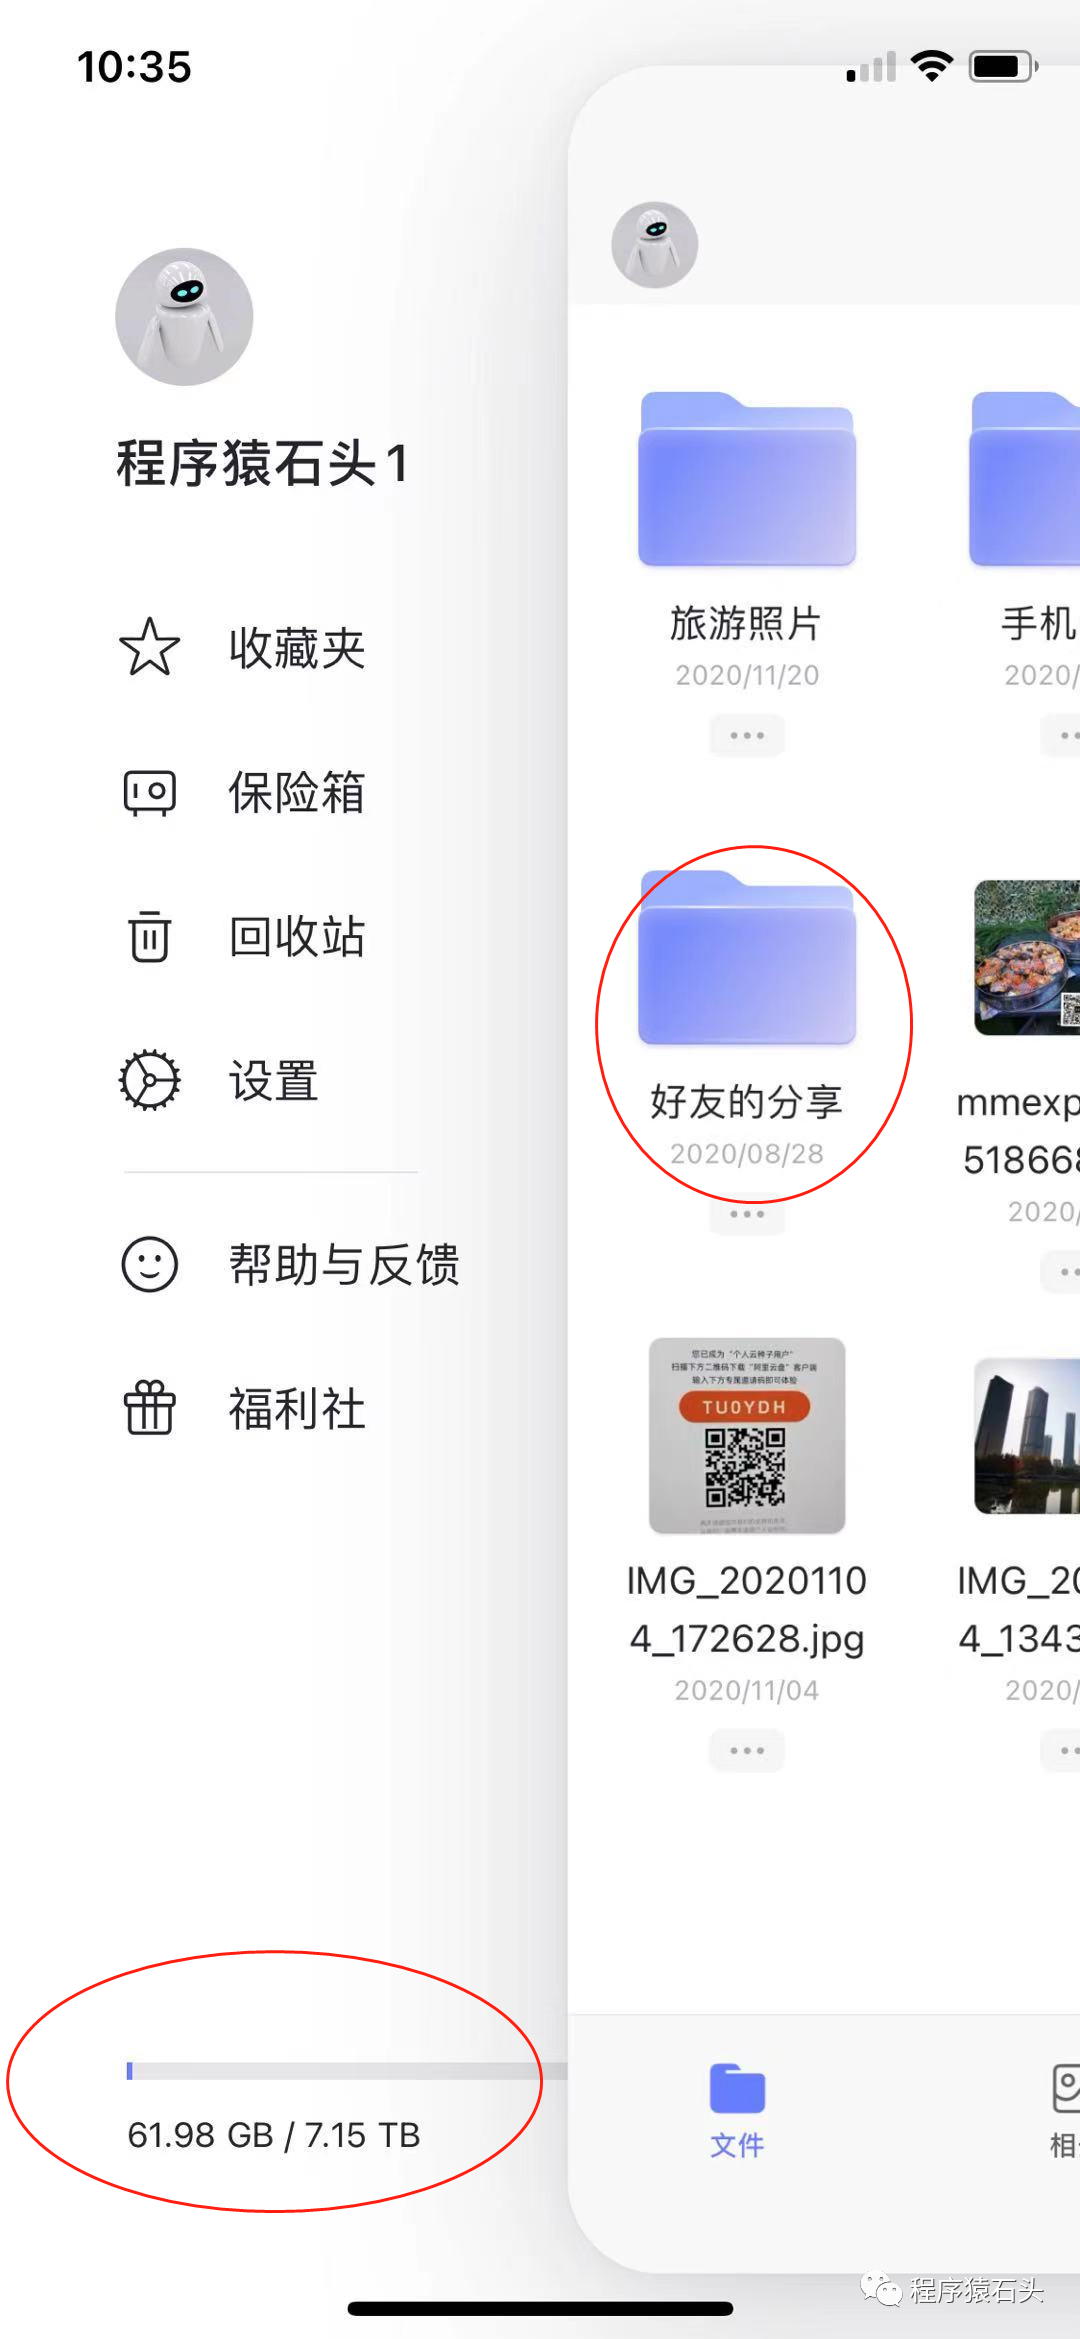 10:35
程序猿石头1
收藏夹
保险箱
回收站
设置
帮助与反馈
福利社
61.98 GB / 7.15 TB
旅游照片
2020/11/20
手机
2020/
好友的分享
2020/08/28
mmexp
51866
2020/
您已成为“个人云种子用户”
扫描下方二维码下载“阿里云盘”客户端
输入下方专属邀请码即可体验
TU0YDH
IMG_2020110
4_172628.jpg
2020/11/04
IMG_20
4_1343
2020/
文件
相
程序猿石头